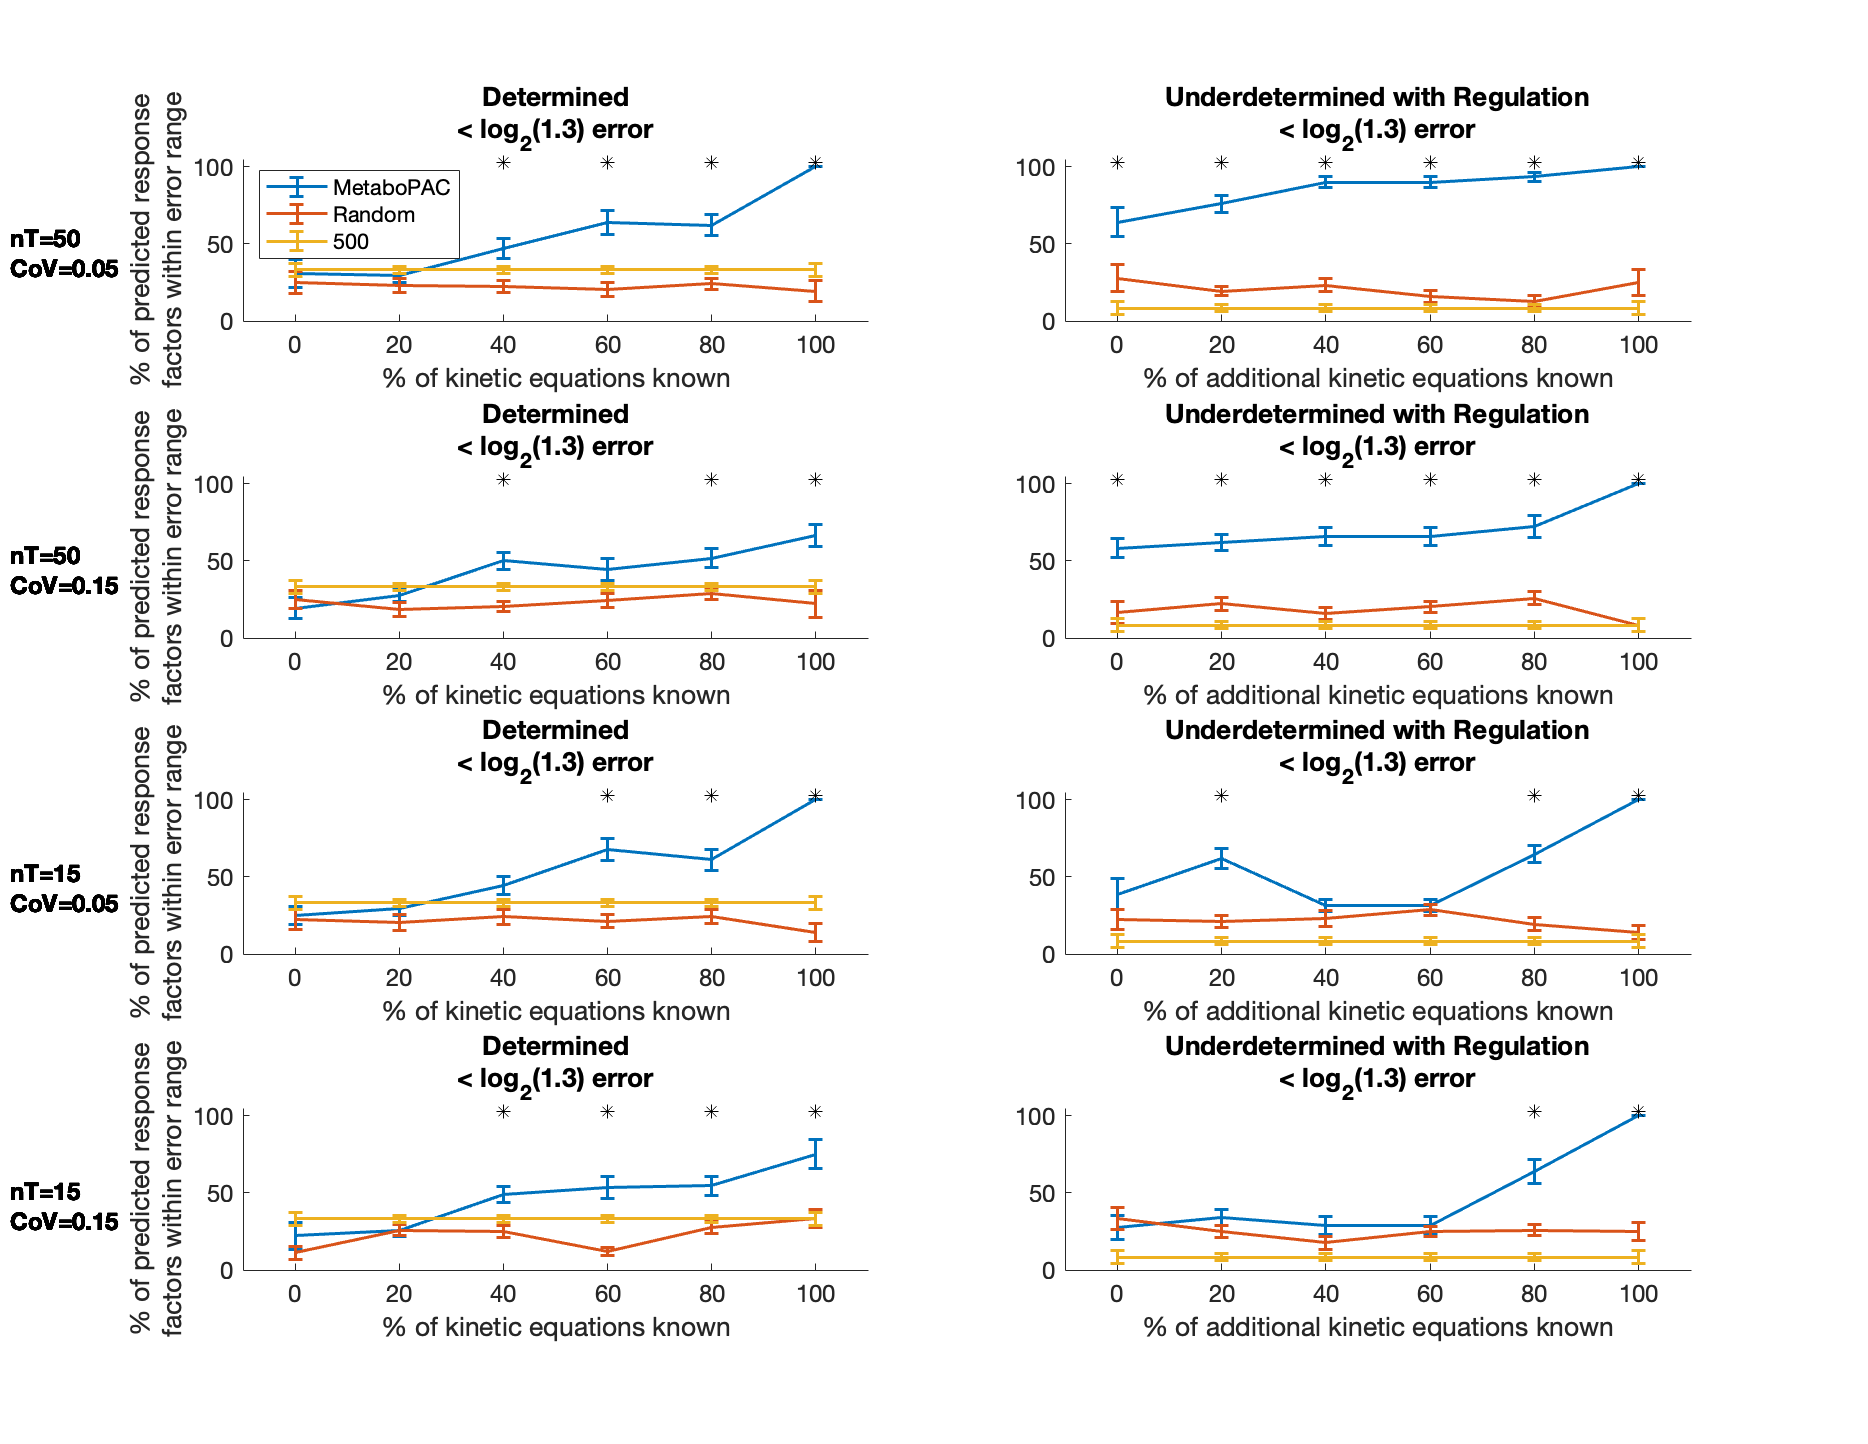 Determined
< log2(1.3) error
nT=50
CoV=0.05
% of predicted response
factors within error range
100
50
0
MetaboPAC
Random
500
0 20 40 60 80 100
% of kinetic equations known
Underdetermined with Regulation
< log2(1.3) error
100
50
0
0 20 40 60 80 100
% of additional kinetic equations known
Determined
< log2(1.3) error
nT=50
CoV=0.15
% of predicted response
factors within error range
100
50
0
0 20 40 60 80 100
% of kinetic equations known
Underdetermined with Regulation
< log2(1.3) error
100
50
0
0 20 40 60 80 100
% of additional kinetic equations known
Determined
< log2(1.3) error
nT=15
CoV=0.05
% of predicted response
factors within error range
100
50
0
0 20 40 60 80 100
% of kinetic equations known
Underdetermined with Regulation
< log2(1.3) error
100
50
0
0 20 40 60 80 100
% of additional kinetic equations known
Determined
< log2(1.3) error
nT=15
CoV=0.15
% of predicted response
factors within error range
100
50
0
0 20 40 60 80 100
% of kinetic equations known
Underdetermined with Regulation
< log2(1.3) error
100
50
0
0 20 40 60 80 100
% of additional kinetic equations known